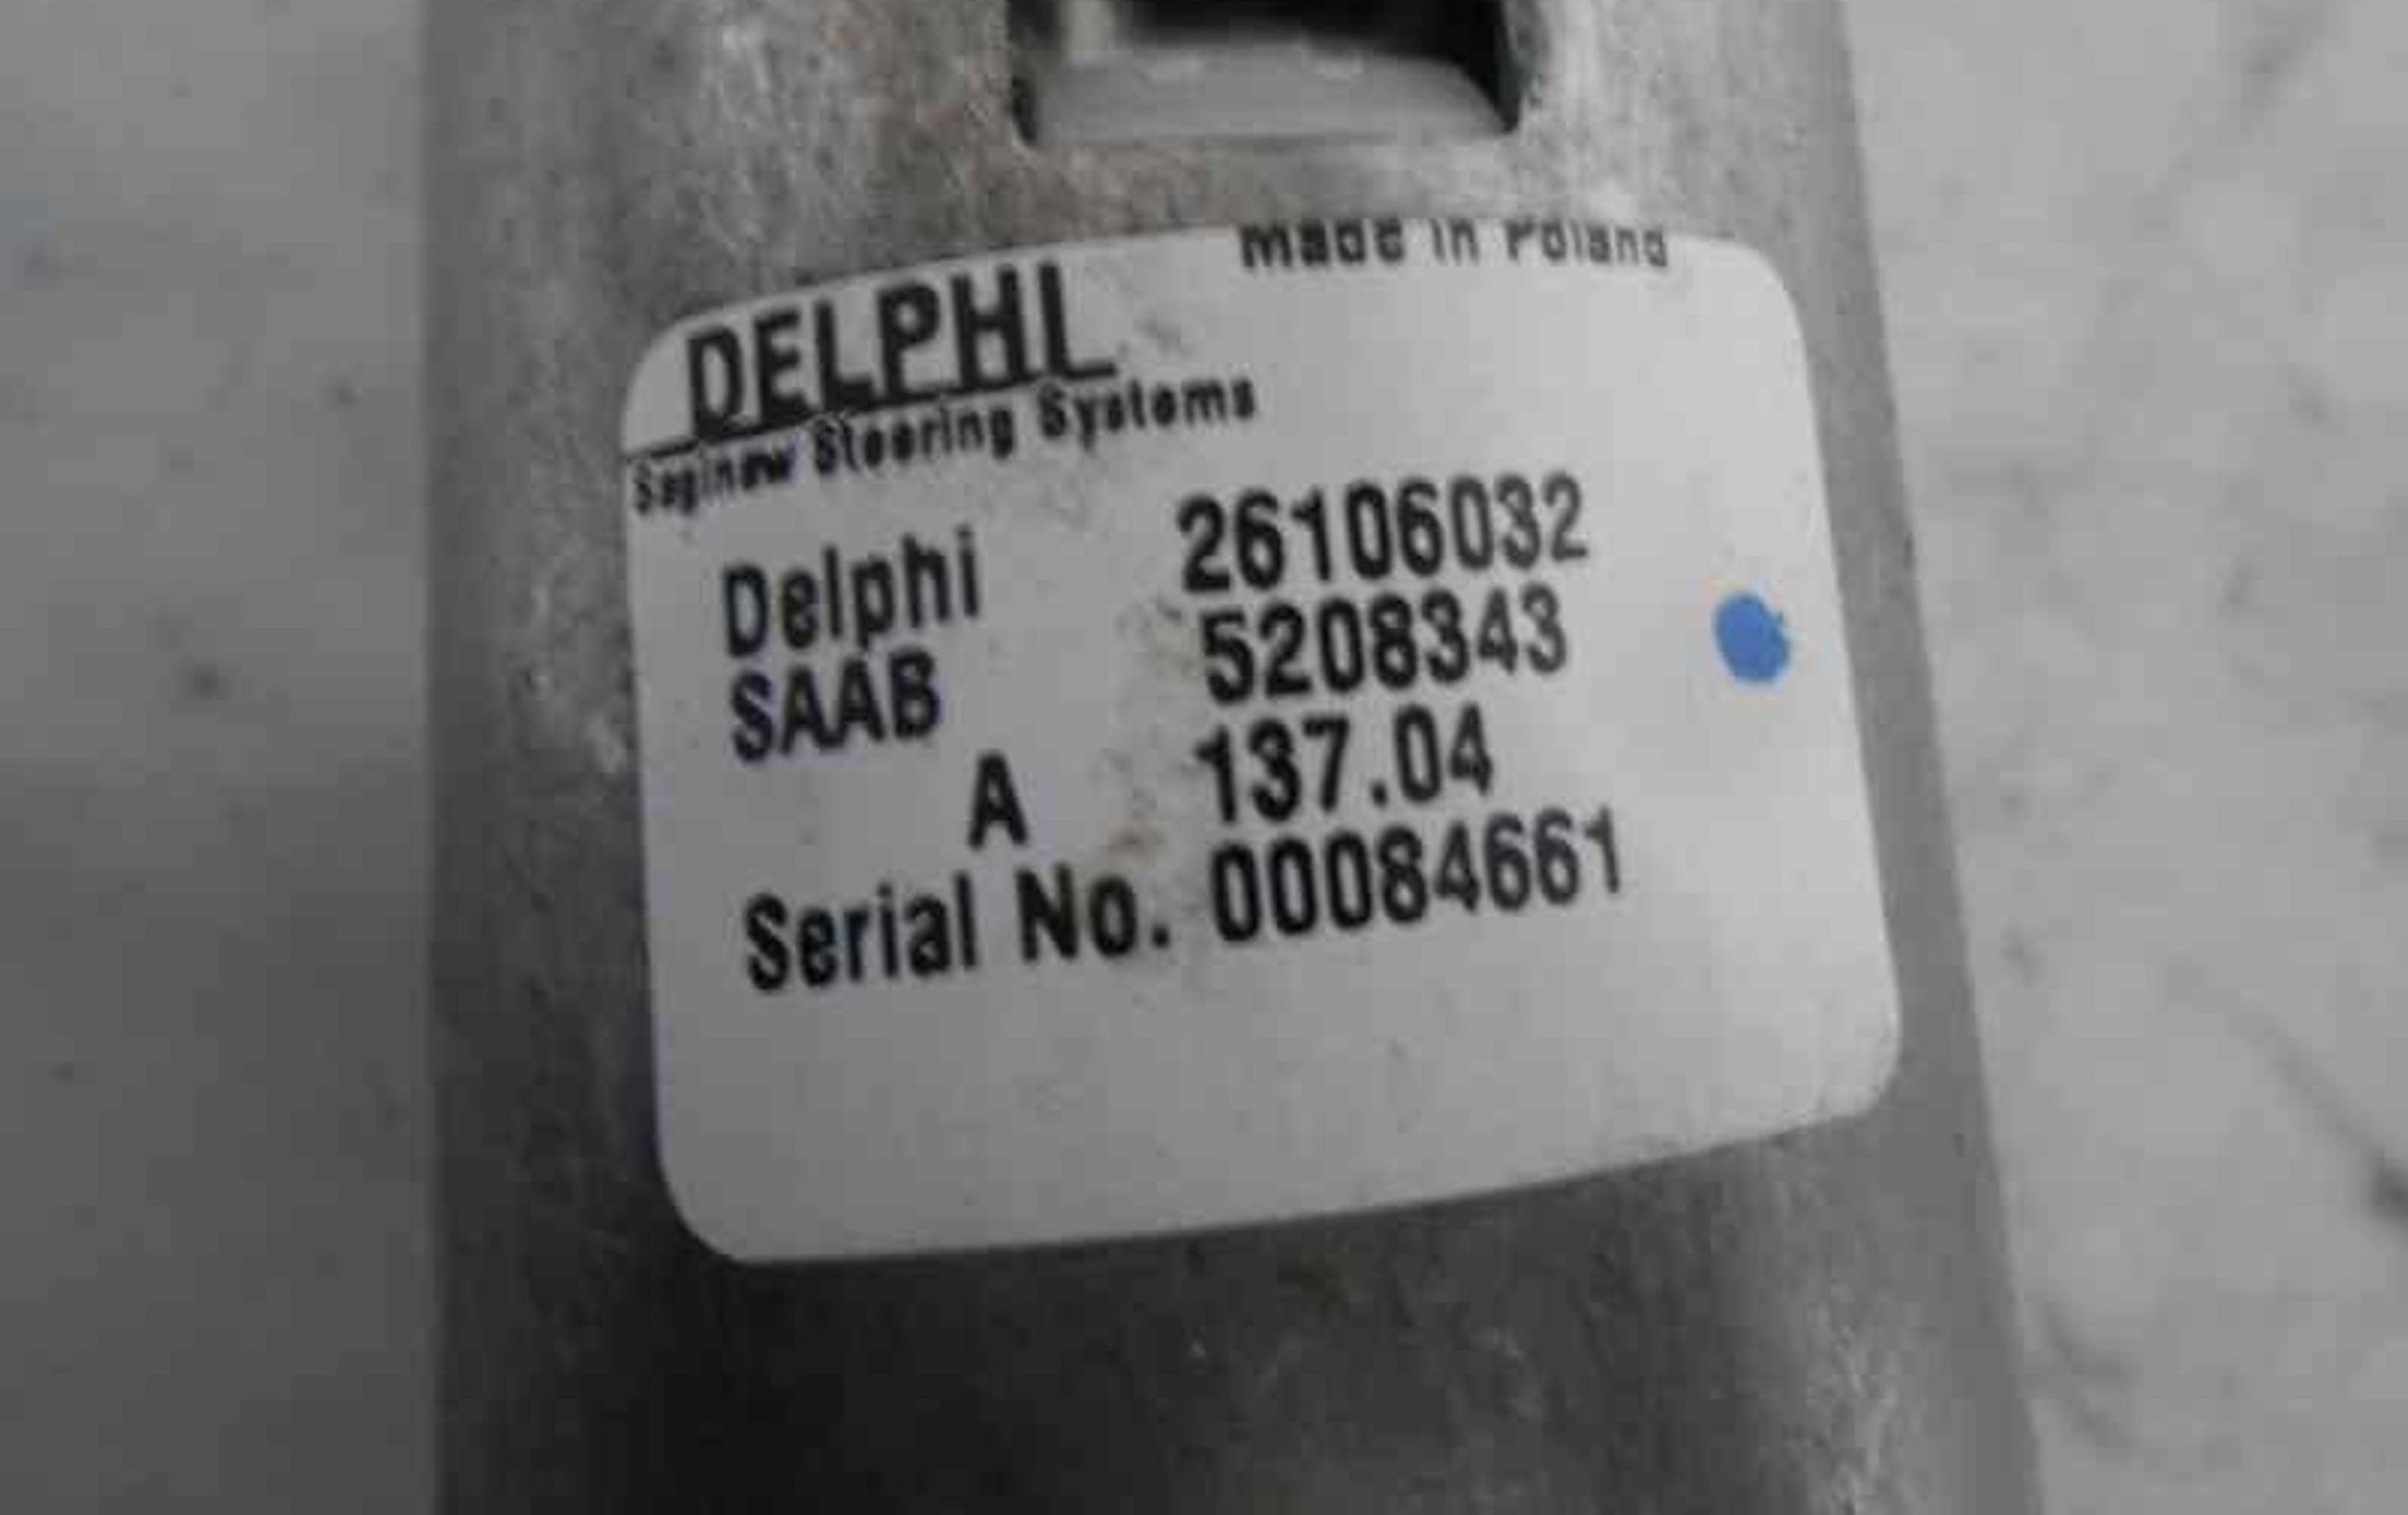 Made in Poland
DELPHI
Saginaw Steering Systems
Delphi 26106032
SAAB 5208343
A 137.04
Serial No. 00084661